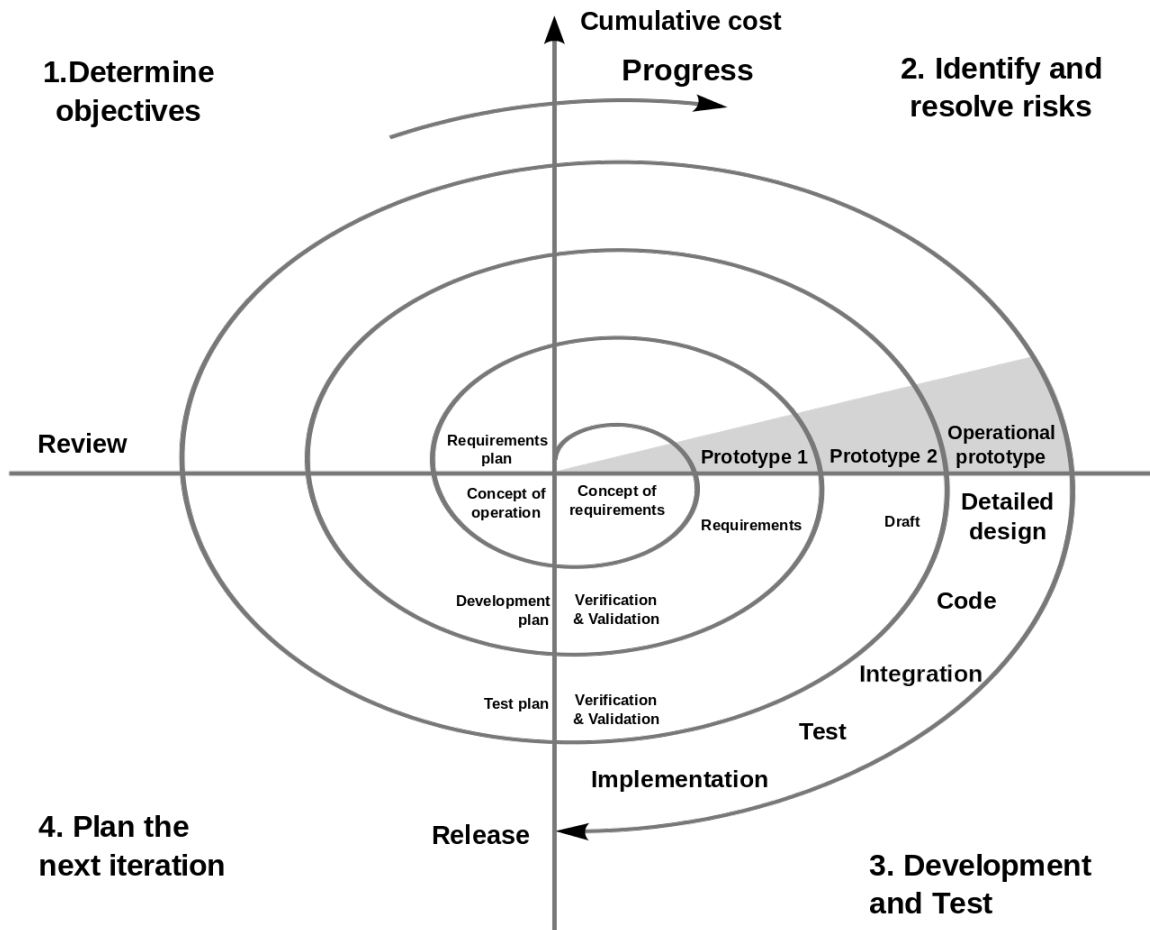 Cumulative cost
Progress
1.Determine
objectives
2. Identify and
resolve risks
Review
Requirements
plan
Prototype 1
Prototype 2
Operational
prototype
Concept of
operation
Concept of
requirements
Requirements
Draft
Detailed
design
Development
plan
Verification
& Validation
Code
Integration
Test plan
Verification
& Validation
Test
Implementation
Release
4. Plan the
next iteration
3. Development
and Test